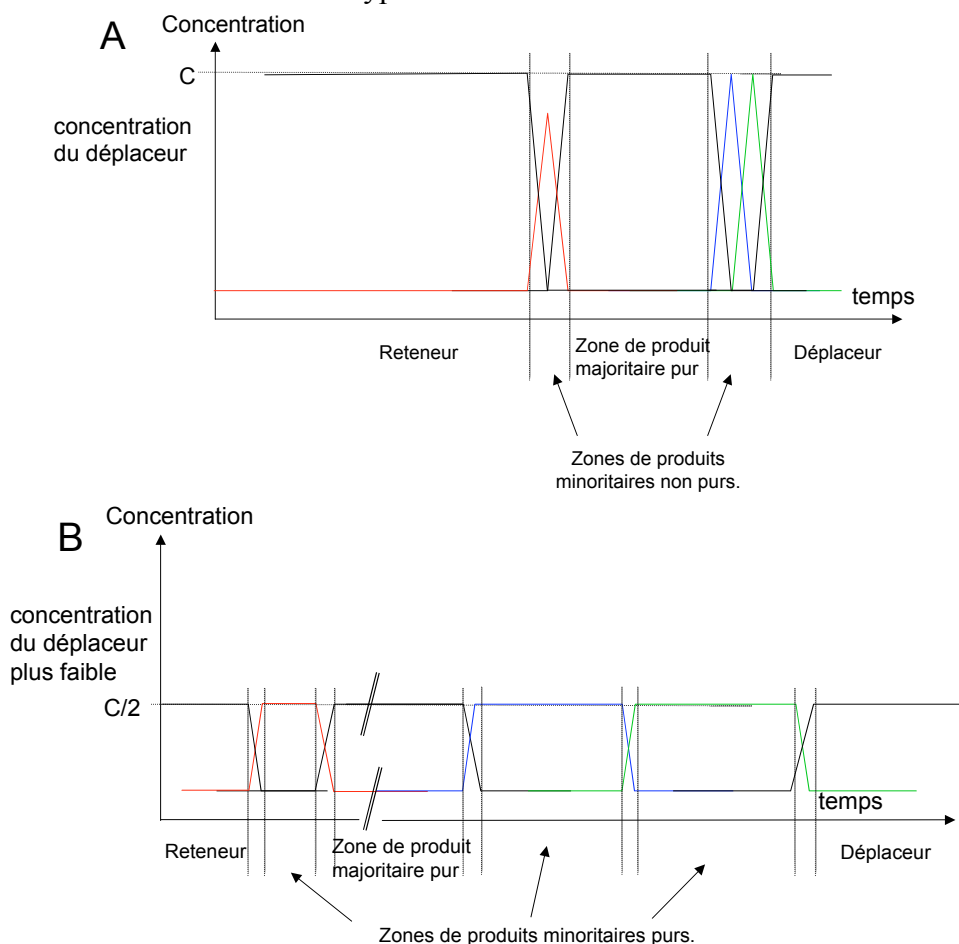 A
Concentration
C
concentration
du déplaceur
temps
Reteneur
Zone de produit
majoritaire pur
Déplaceur
Zones de produits
minoritaires non purs.
B
Concentration
concentration
du déplaceur
plus faible
C/2
temps
Reteneur
Zone de produit
majoritaire pur
Déplaceur
Zones de produits minoritaires purs.